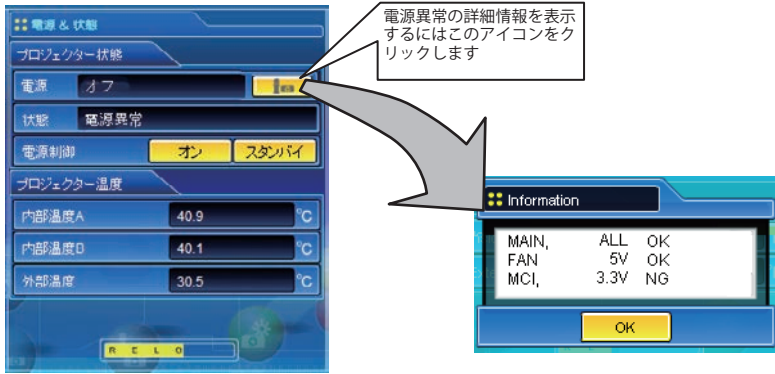 電源 & 状態
プロジェクター状態
電源 オフ
状態 電源異常
電源制御 オン スタンバイ
プロジェクター温度
内部温度A 40.9 °C
内部温度B 40.1 °C
外部温度 30.5 °C
R E L O
電源異常の詳細情報を表示
するにはこのアイコンをク
リックします
Information
MAIN, ALL OK
FAN 5V OK
MCI, 3.3V NG
OK